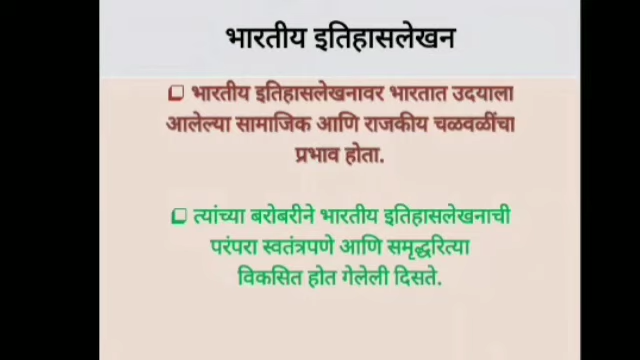 भारतीय इतिहासलेखन
❑ भारतीय इतिहासलेखनावर भारतात उदयाला
आलेल्या सामाजिक आणि राजकीय चळवळींचा
प्रभाव होता.
❑ त्यांच्या बरोबरीने भारतीय इतिहासलेखनाची
परंपरा स्वतंत्रपणे आणि समृद्धरित्या
विकसित होत गेलेली दिसते.